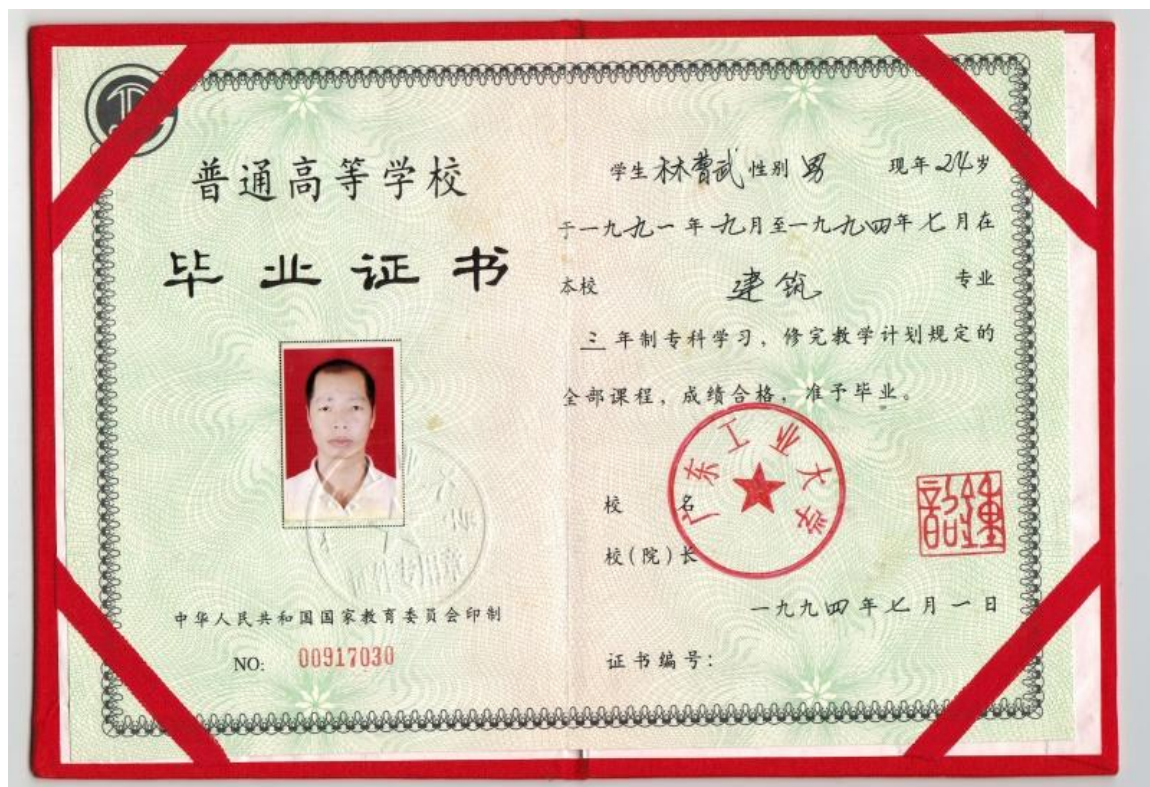 普通高等学校
毕业证书
中华人民共和国国家教育委员会印制
NO: 00917030
学生 林曹武 性别 男 现年 24 岁
于一九九一年九月至一九九四年七月在
本校 建筑 专业
三年制专科学习，修完教学计划规定的
全部课程，成绩合格，准予毕业。
广东工业大学
校 名
校(院)长
钟韶
一九九四年七月一日
证书编号：